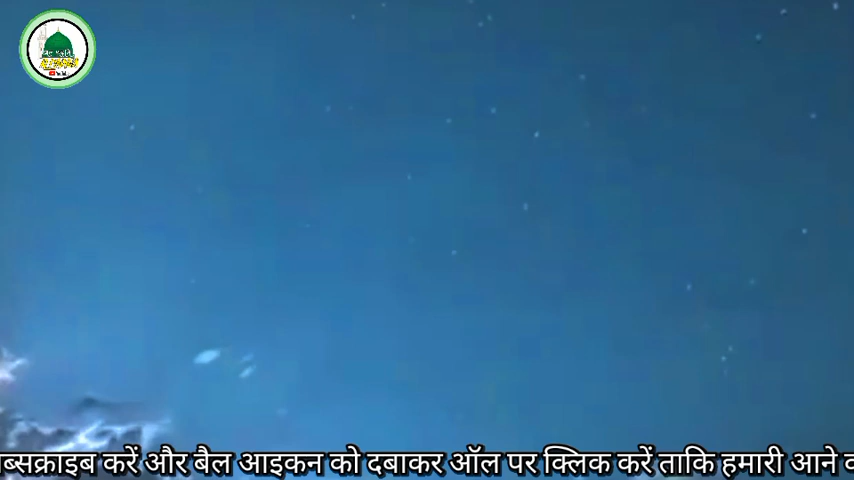 ब्सक्राइब करें और बैल आइकन को दबाकर ऑल पर क्लिक करें ताकि हमारी आने